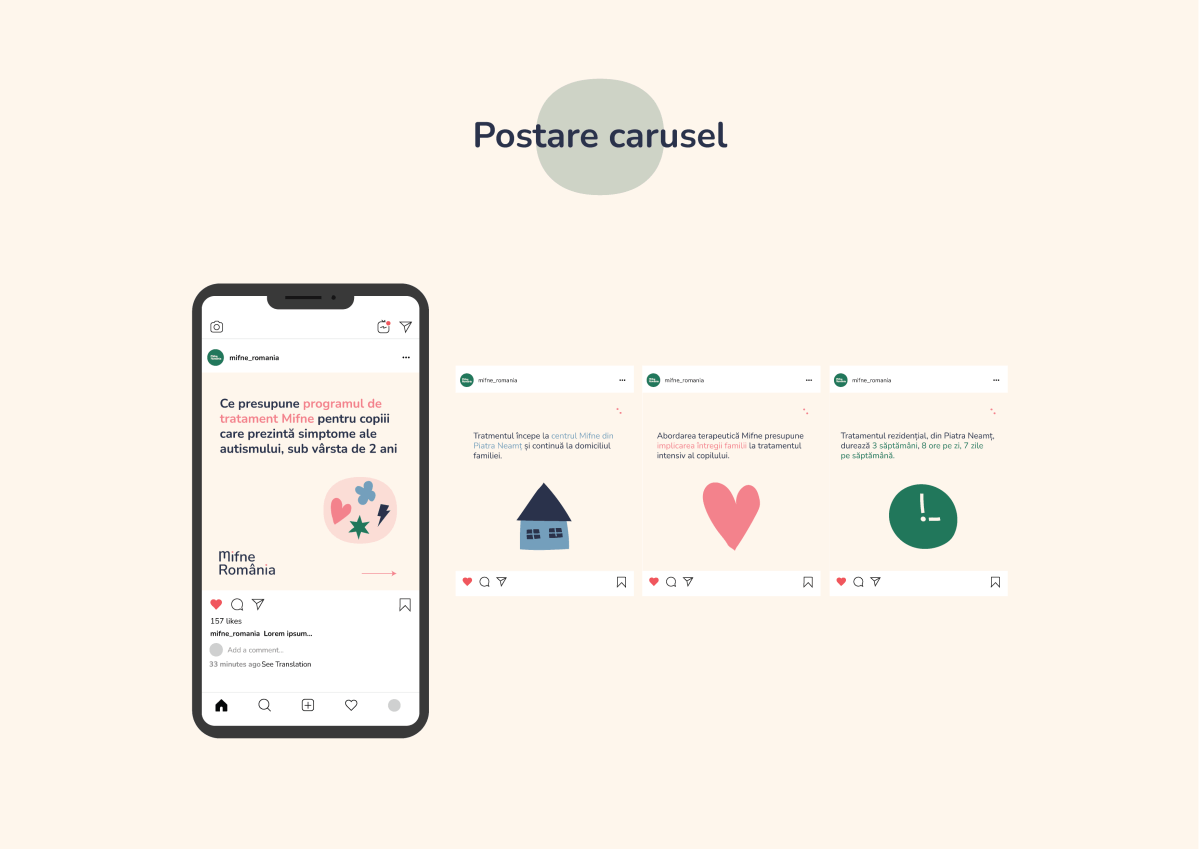 Postare carusel
mifne_romania
Ce presupune programul de
tratament Mifne pentru copiii
care prezintă simptome ale
autismului, sub vârsta de 2 ani
Mifne
România
157 likes
mifne_romania Lorem ipsum...
Add a comment...
33 minutes ago See Translation
mifne_romania
Tratmentul începe la centrul Mifne din
Piatra Neamț și continuă la domiciliul
familiei.
mifne_romania
Abordarea terapeutică Mifne presupune
implicarea întregii familii la tratamentul
intensiv al copilului.
mifne_romania
Tratamentul rezidențial, din Piatra Neamț,
durează 3 săptămâni, 8 ore pe zi, 7 zile
pe săptămână.